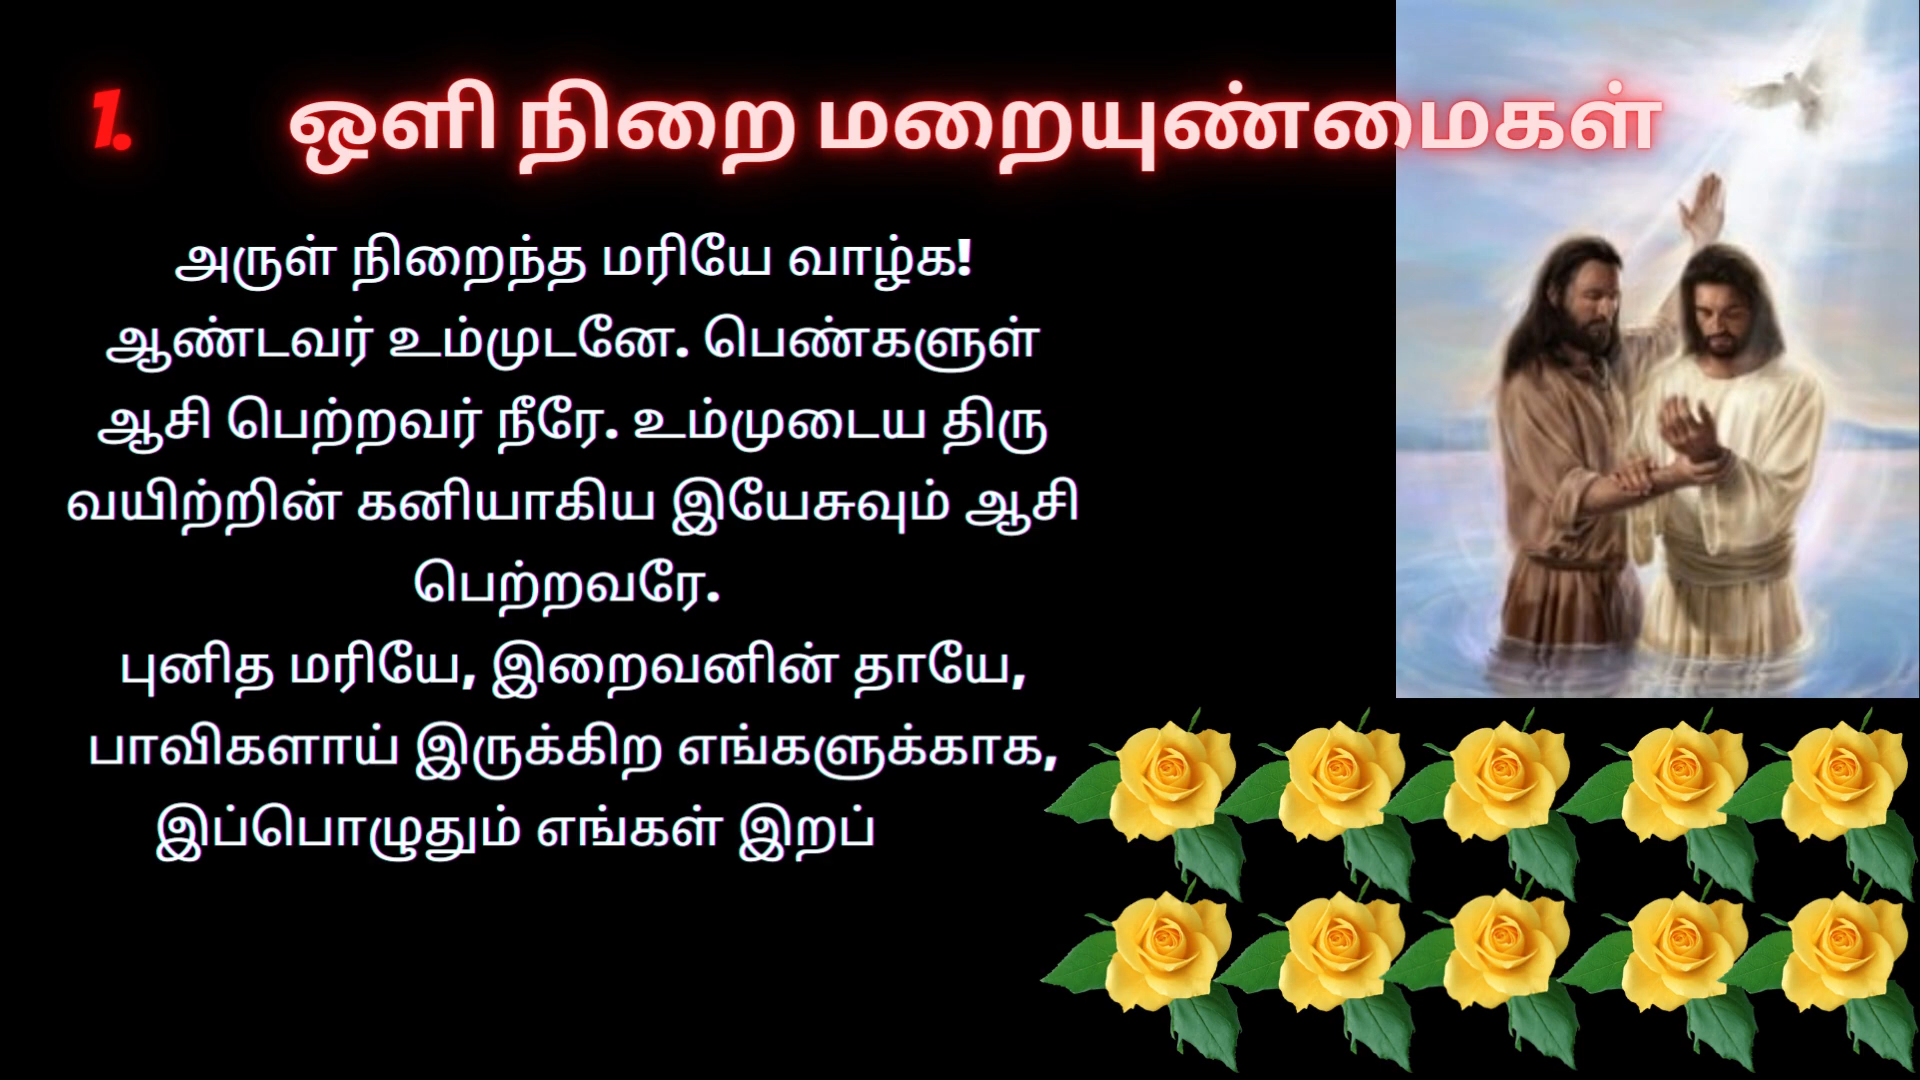 1. ஒளி நிறை மறையுண்மைகள்
அருள் நிறைந்த மரியே வாழ்க!
ஆண்டவர் உம்முடனே. பெண்களுள்
ஆசி பெற்றவர் நீரே. உம்முடைய திரு
வயிற்றின் கனியாகிய இயேசுவும் ஆசி
பெற்றவரே.
புனித மரியே, இறைவனின் தாயே,
பாவிகளாய் இருக்கிற எங்களுக்காக,
இப்பொழுதும் எங்கள் இறப்